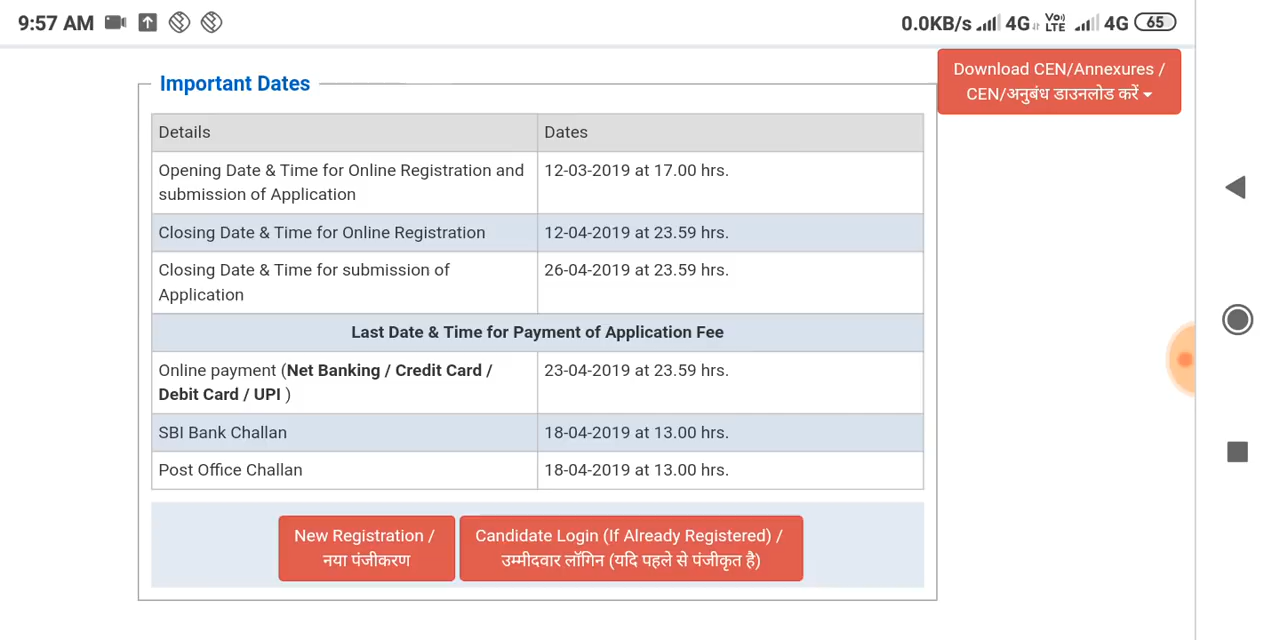 9:57 AM 0.0KB/s 4G Vo) LTE 4G 65
Download CEN/Annexures /
CEN/अनुबंध डाउनलोड करें
Important Dates
Details Dates
Opening Date & Time for Online Registration and 12-03-2019 at 17.00 hrs.
submission of Application
Closing Date & Time for Online Registration 12-04-2019 at 23.59 hrs.
Closing Date & Time for submission of 26-04-2019 at 23.59 hrs.
Application
Last Date & Time for Payment of Application Fee
Online payment (Net Banking / Credit Card / 23-04-2019 at 23.59 hrs.
Debit Card / UPI )
SBI Bank Challan 18-04-2019 at 13.00 hrs.
Post Office Challan 18-04-2019 at 13.00 hrs.
New Registration /
नया पंजीकरण
Candidate Login (If Already Registered) /
उम्मीदवार लॉगिन (यदि पहले से पंजीकृत है)